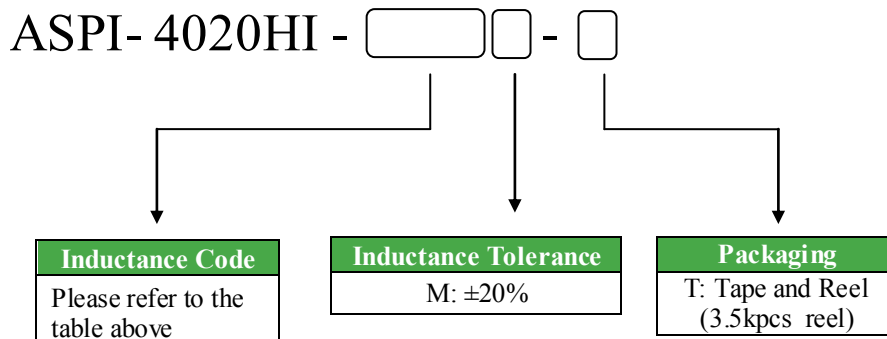 ASPI- 4020HI - -
Inductance Code
Please refer to the
table above
Inductance Tolerance
M: ±20%
Packaging
T: Tape and Reel
(3.5kpcs reel)